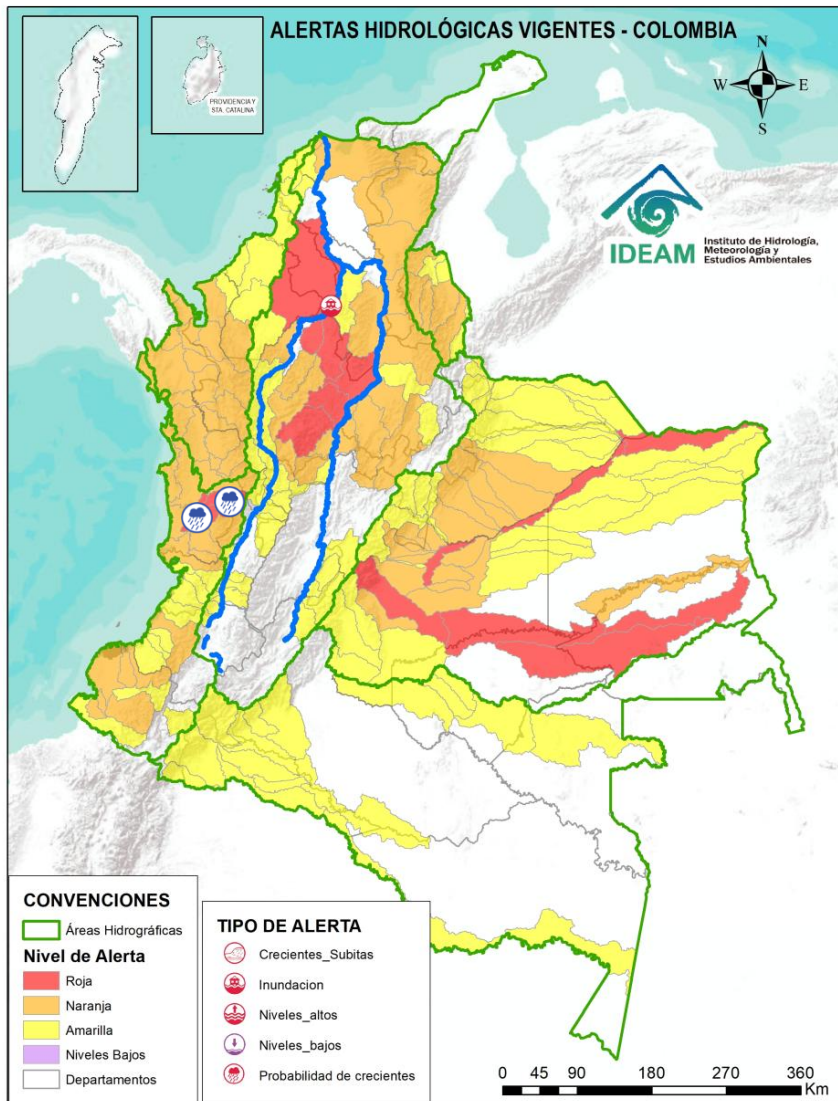 ALERTAS HIDROLÓGICAS VIGENTES - COLOMBIA
PROVIDENCIA Y
STA. CATALINA
N
W
E
S
IDEAM
Instituto de Hidrología,
Meteorología y
Estudios Ambientales
CONVENCIONES
Áreas Hidrográficas
Nivel de Alerta
Roja
Naranja
Amarilla
Niveles Bajos
Departamentos
TIPO DE ALERTA
Crecientes_Subitas
Inundacion
Niveles_altos
Niveles_bajos
Probabilidad de crecientes
0 45 90 180 270 360
Km